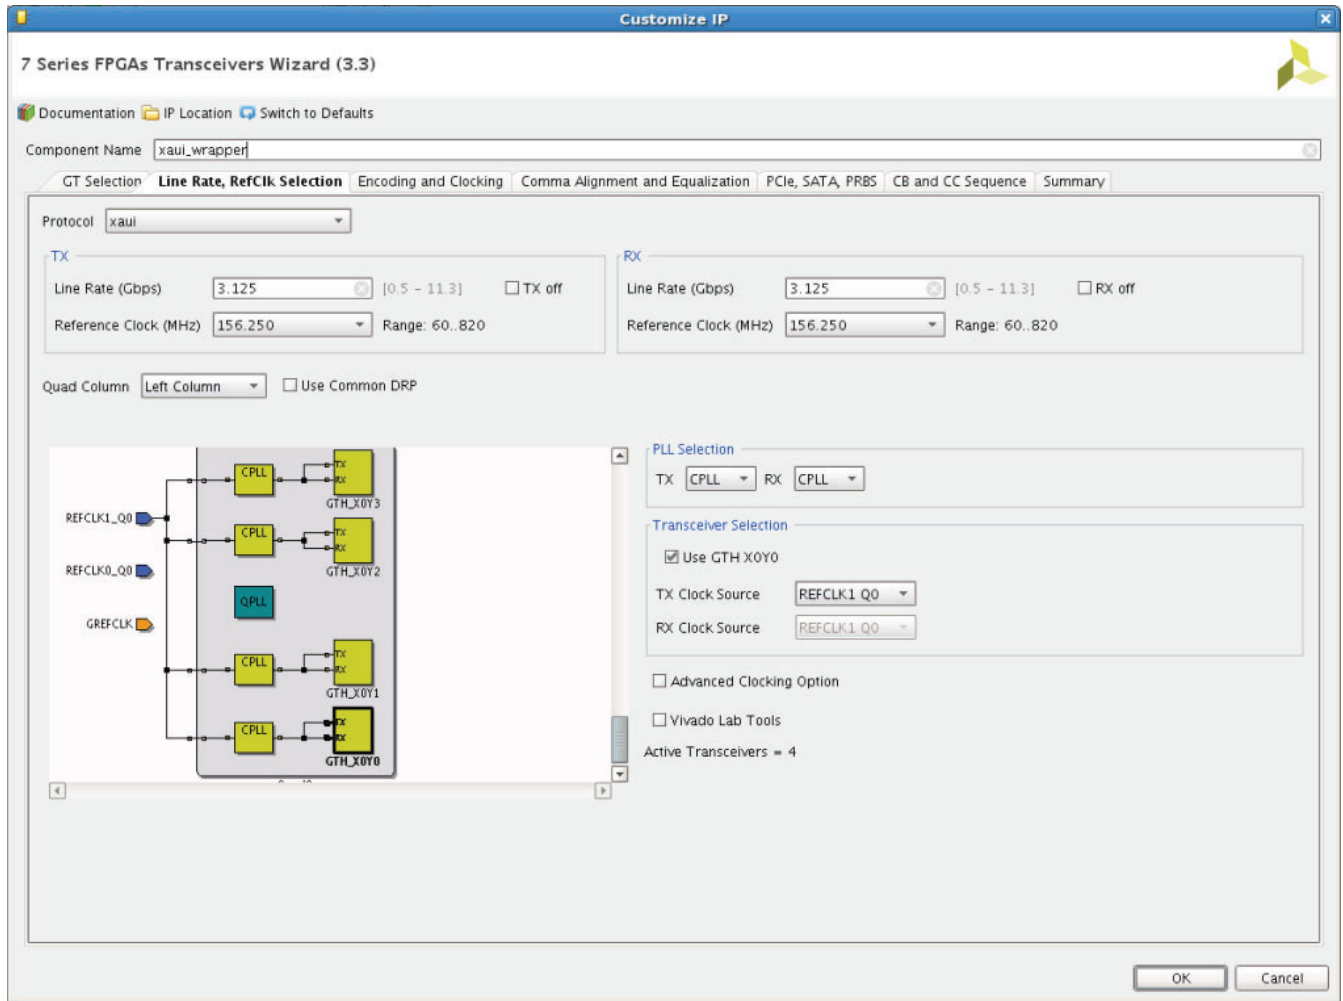 Customize IP
7 Series FPGAs Transceivers Wizard (3.3)
Documentation IP Location Switch to Defaults
Component Name xaui_wrapper
GT Selection Line Rate, RefClk Selection Encoding and Clocking Comma Alignment and Equalization PCIe, SATA, PRBS CB and CC Sequence Summary
Protocol xaui
TX
Line Rate (Gbps) 3.125 [0.5 - 11.3] TX off
Reference Clock (MHz) 156.250 Range: 60..820
RX
Line Rate (Gbps) 3.125 [0.5 - 11.3] RX off
Reference Clock (MHz) 156.250 Range: 60..820
Quad Column Left Column Use Common DRP
CPLL TX
RX
GTH_X0Y3
REFCLK1_Q0
CPLL TX
RX
GTH_X0Y2
REFCLK0_Q0
QPLL
GREFCLK
CPLL TX
RX
GTH_X0Y1
CPLL TX
RX
GTH_X0Y0
PLL Selection
TX CPLL RX CPLL
Transceiver Selection
Use GTH X0Y0
TX Clock Source REFCLK1 Q0
RX Clock Source REFCLK1 Q0
Advanced Clocking Option
Vivado Lab Tools
Active Transceivers = 4
OK Cancel